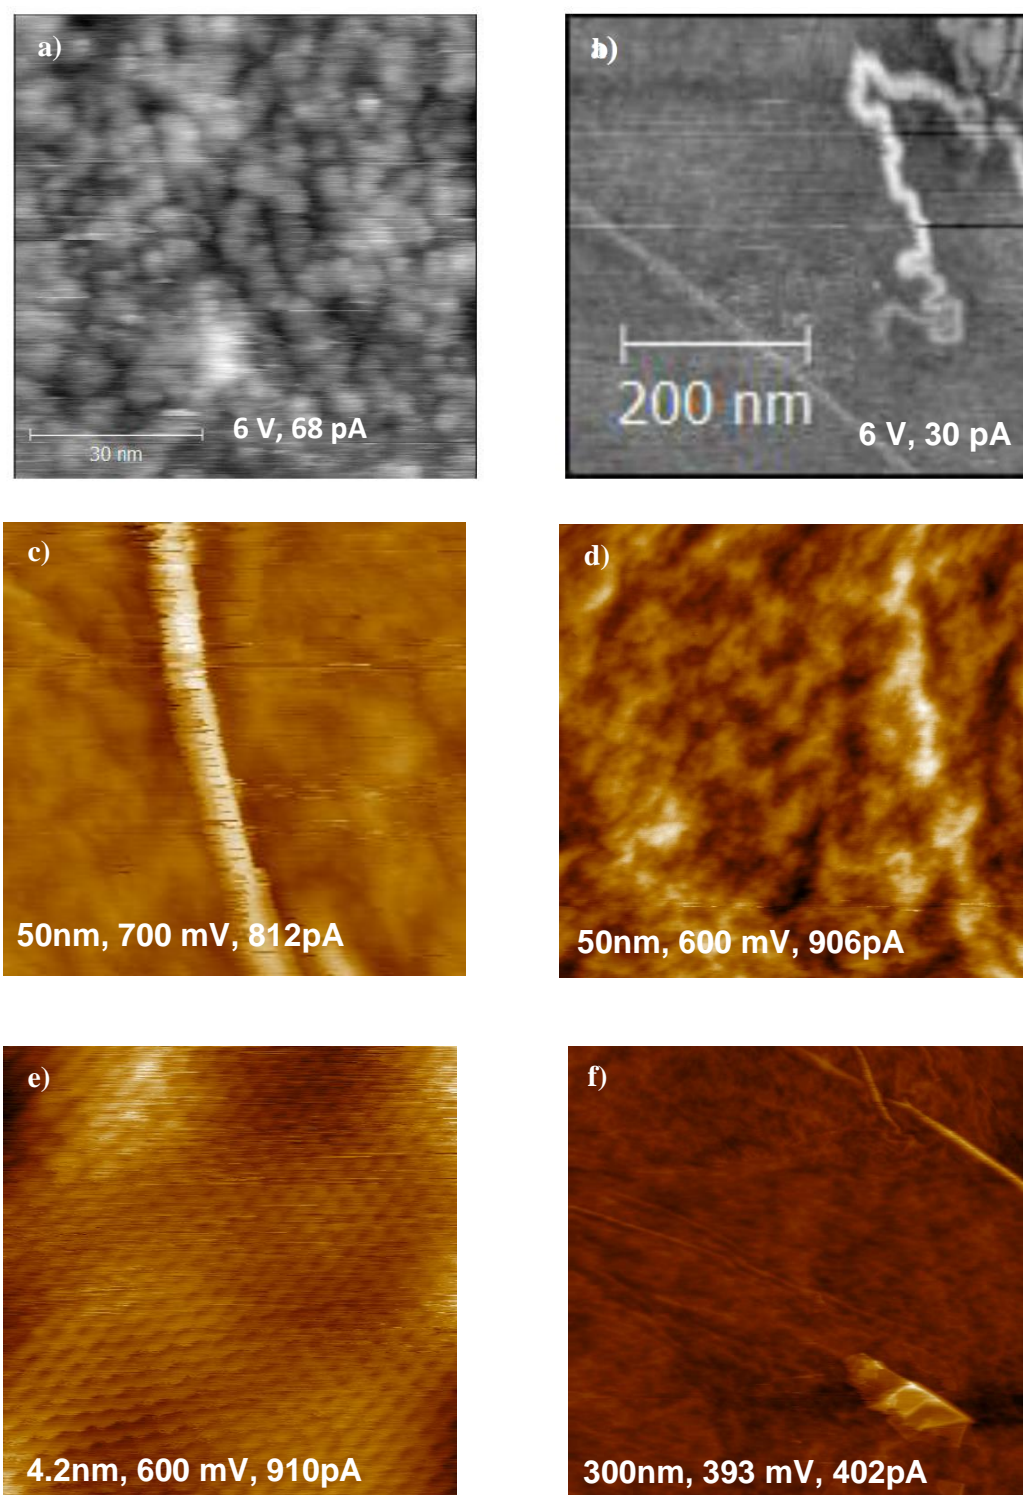 a)
6 V, 68 pA
30 nm
b)
200 nm
6 V, 30 pA
c)
50nm, 700 mV, 812pA
d)
50nm, 600 mV, 906pA
e)
4.2nm, 600 mV, 910pA
f)
300nm, 393 mV, 402pA